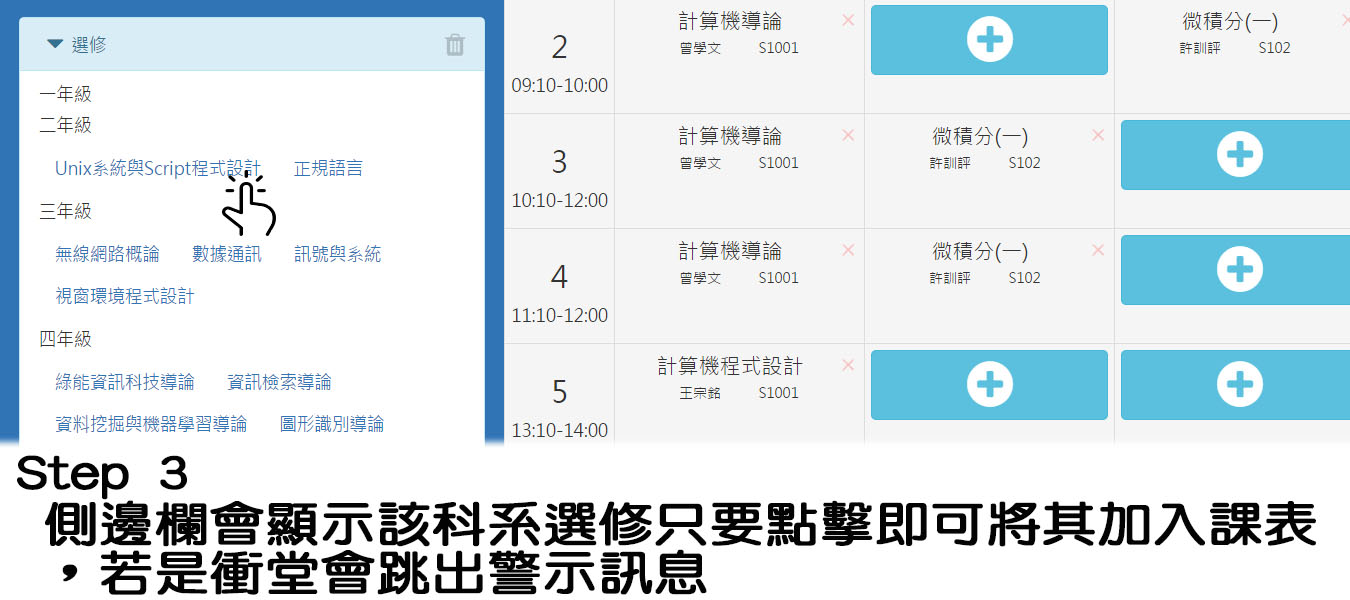 選修
一年級
二年級
Unix系統與Script程式設計 正規語言
三年級
無線網路概論 數據通訊 訊號與系統
視窗環境程式設計
四年級
綠能資訊科技導論 資訊檢索導論
資料挖掘與機器學習導論 圖形識別導論
2
09:10-10:00
計算機導論
曾學文 S1001
微積分(一)
許訓評 S102
3
10:10-12:00
計算機導論
曾學文 S1001
微積分(一)
許訓評 S102
4
11:10-12:00
計算機導論
曾學文 S1001
微積分(一)
許訓評 S102
5
13:10-14:00
計算機程式設計
王宗銘 S1001
Step 3
側邊欄會顯示該科系選修只要點擊即可將其加入課表
，若是衝堂會跳出警示訊息